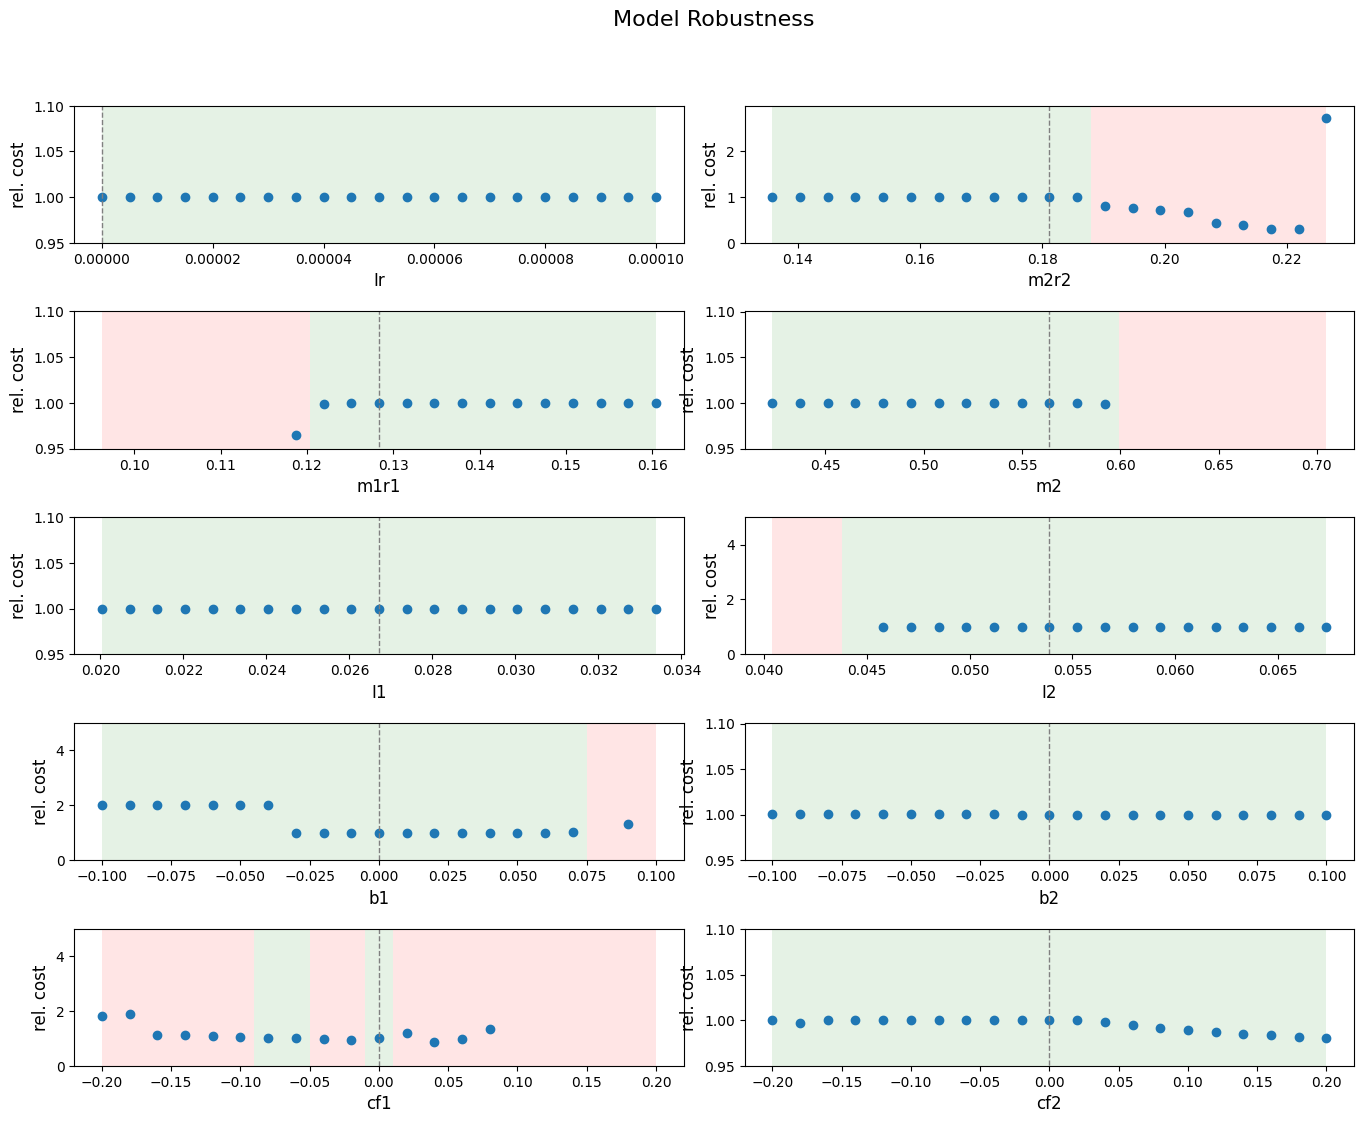 Model Robustness
1.10
1.05
1.00
0.95
rel. cost
0.00000 0.00002 0.00004 0.00006 0.00008 0.00010
Ir
2
1
0
rel. cost
0.14 0.16 0.18 0.20 0.22
m2r2
1.10
1.05
1.00
0.95
rel. cost
0.10 0.11 0.12 0.13 0.14 0.15 0.16
m1r1
1.10
1.05
1.00
0.95
rel. cost
0.45 0.50 0.55 0.60 0.65 0.70
m2
1.10
1.05
1.00
0.95
rel. cost
0.020 0.022 0.024 0.026 0.028 0.030 0.032 0.034
I1
4
2
0
rel. cost
0.040 0.045 0.050 0.055 0.060 0.065
I2
4
2
0
rel. cost
−0.100 −0.075 −0.050 −0.025 0.000 0.025 0.050 0.075 0.100
b1
1.10
1.05
1.00
0.95
rel. cost
−0.100 −0.075 −0.050 −0.025 0.000 0.025 0.050 0.075 0.100
b2
4
2
0
rel. cost
−0.20 −0.15 −0.10 −0.05 0.00 0.05 0.10 0.15 0.20
cf1
1.10
1.05
1.00
0.95
rel. cost
−0.20 −0.15 −0.10 −0.05 0.00 0.05 0.10 0.15 0.20
cf2